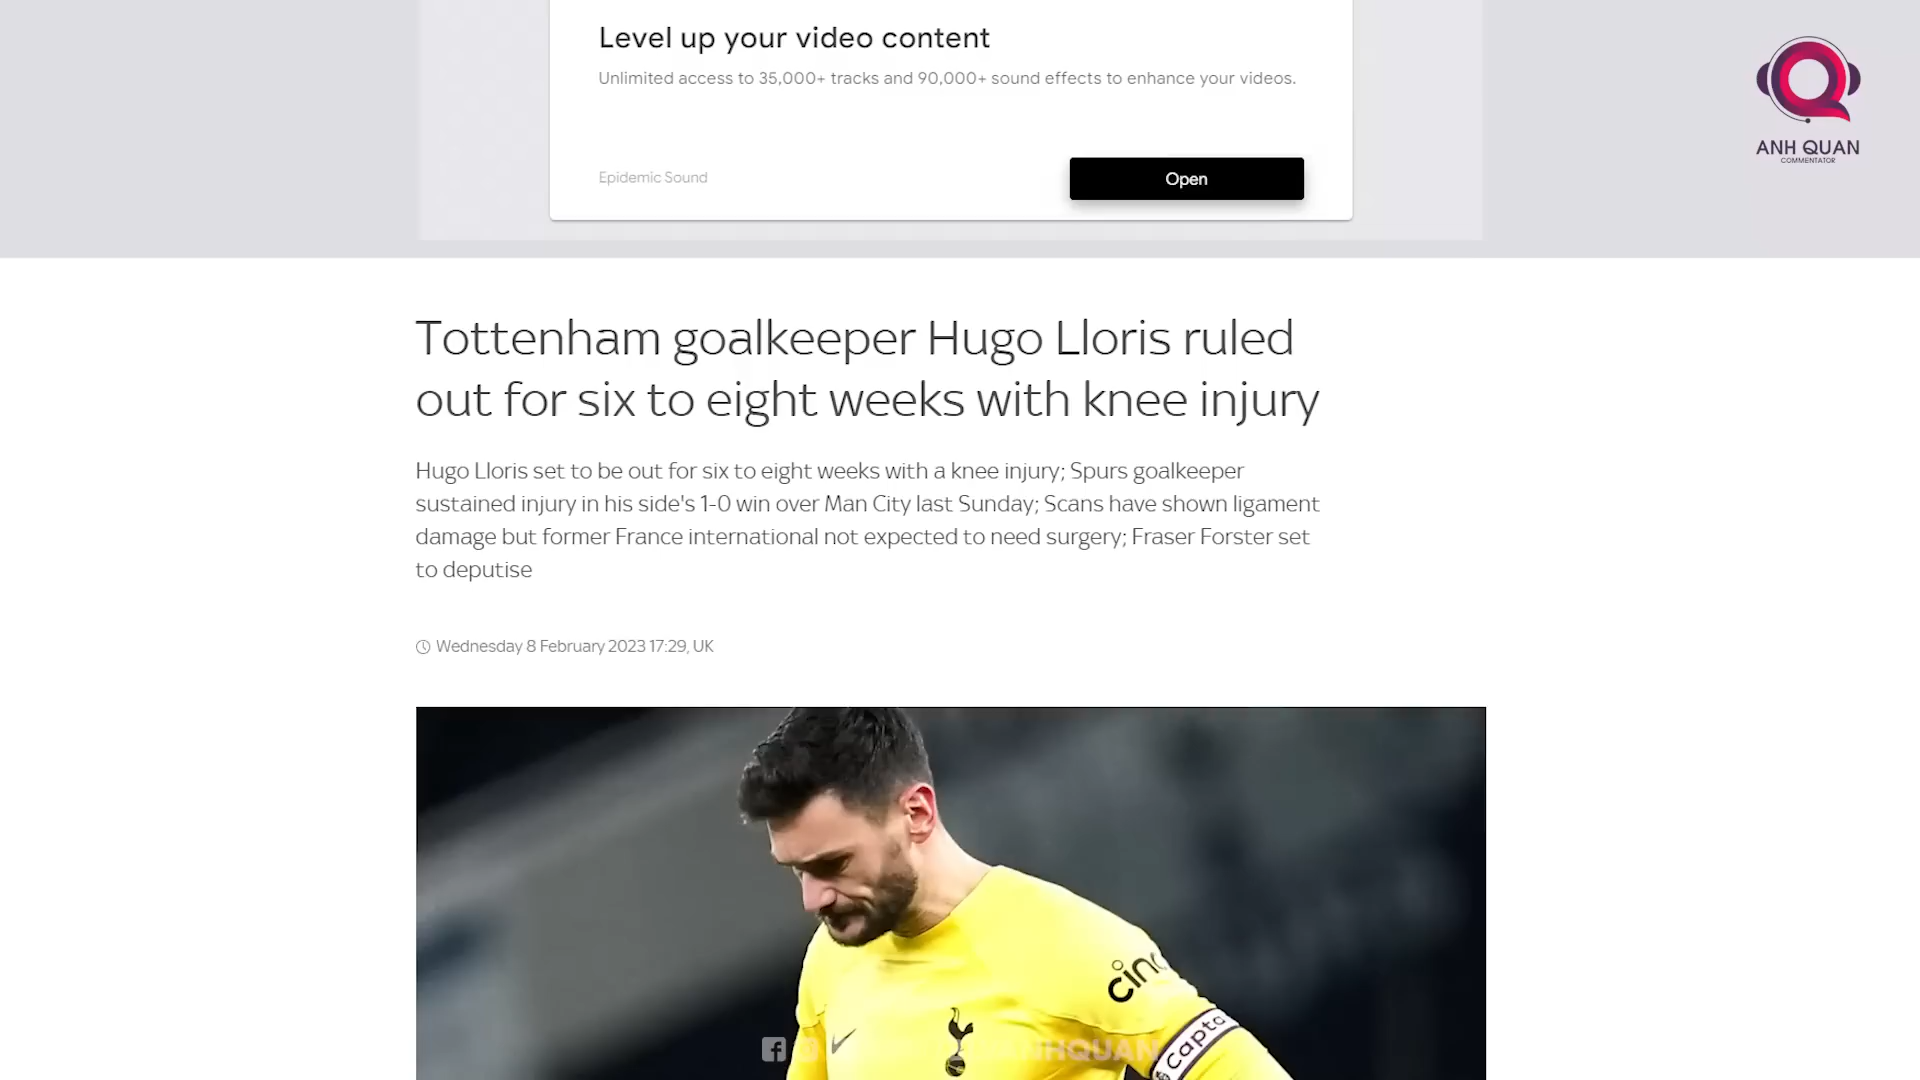 Level up your video content
Unlimited access to 35,000+ tracks and 90,000+ sound effects to enhance your videos.
Epidemic Sound
Open
ANH QUAN
COMMENTATOR
Tottenham goalkeeper Hugo Lloris ruled
out for six to eight weeks with knee injury
Hugo Lloris set to be out for six to eight weeks with a knee injury; Spurs goalkeeper
sustained injury in his side's 1-0 win over Man City last Sunday; Scans have shown ligament
damage but former France international not expected to need surgery; Fraser Forster set
to deputise
Wednesday 8 February 2023 17:29, UK